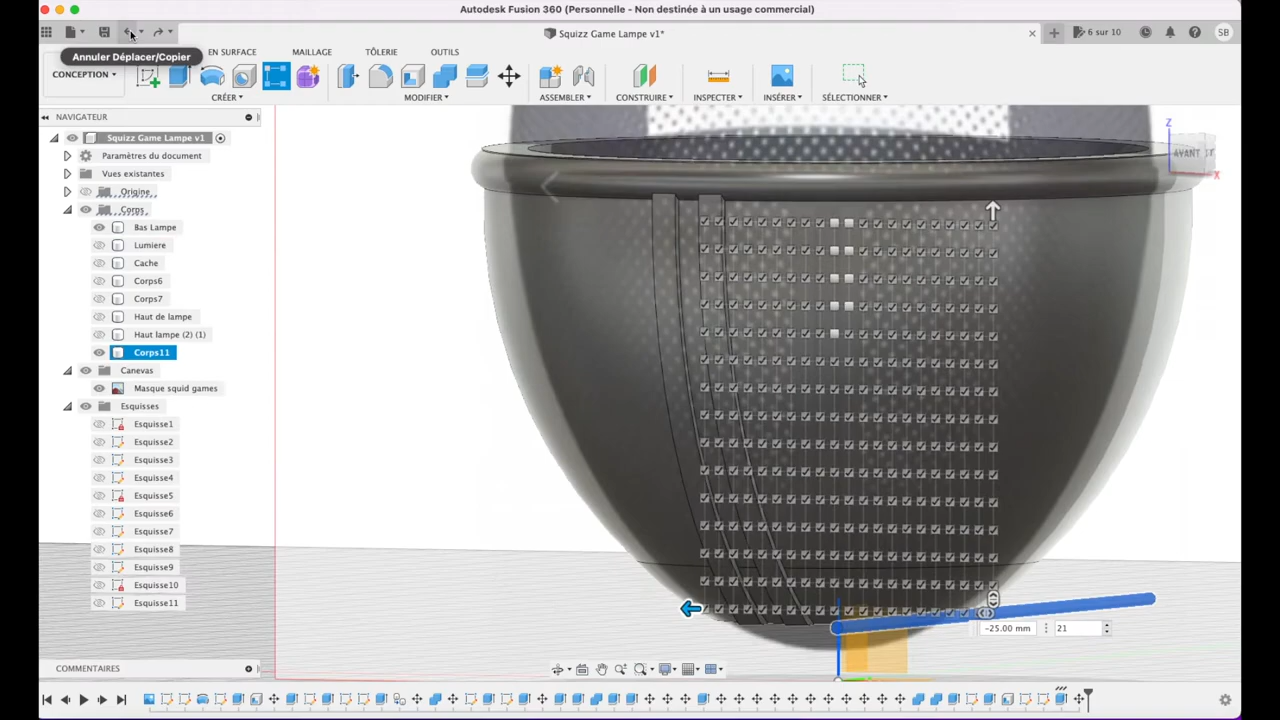 Autodesk Fusion 360 (Personnelle - Non destinée à un usage commercial)
Squizz Game Lampe v1*
6 sur 10
SB
Annuler Déplacer/Copier
EN SURFACE
MAILLAGE
TÔLERIE
OUTILS
CONCEPTION
CRÉER
MODIFIER
ASSEMBLER
CONSTRUIRE
INSPECTER
INSÉRER
SÉLECTIONNER
NAVIGATEUR
Squizz Game Lampe v1
Paramètres du document
Vues existantes
Origine
Corps
Bas Lampe
Lumiere
Cache
Corps6
Corps7
Haut de lampe
Haut lampe (2) (1)
Corps11
Canevas
Masque squid games
Esquisses
Esquisse1
Esquisse2
Esquisse3
Esquisse4
Esquisse5
Esquisse6
Esquisse7
Esquisse8
Esquisse9
Esquisse10
Esquisse11
Z
X
-25.00 mm
21
COMMENTAIRES